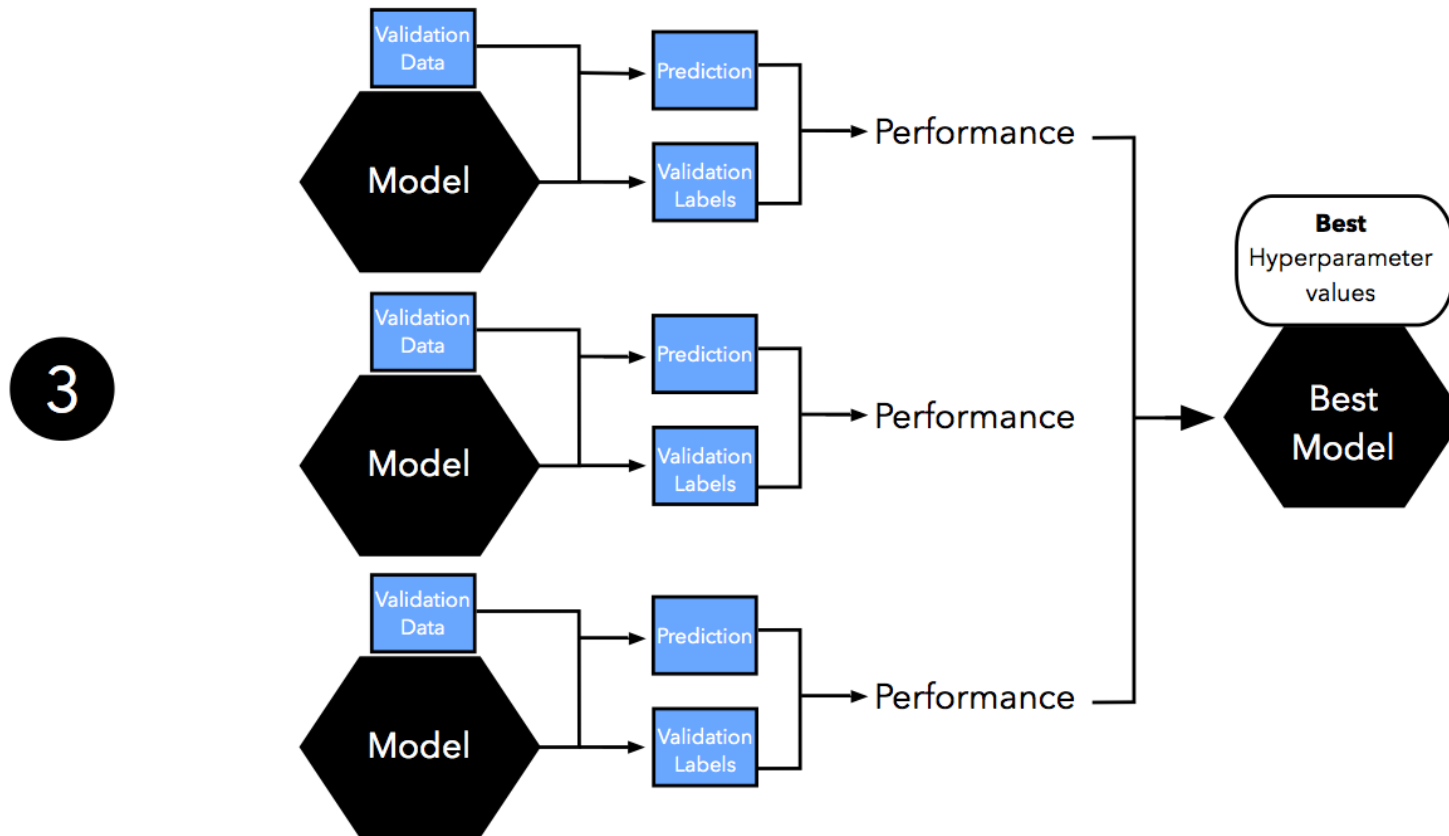 Validation
Data
Prediction
Model
Validation
Labels
Performance
Validation
Data
Prediction
Model
Validation
Labels
Performance
Validation
Data
Prediction
Model
Validation
Labels
Performance
3
Best
Hyperparameter
values
Best
Model